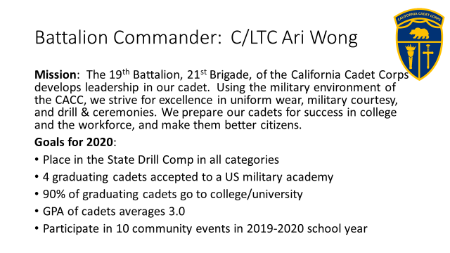 CALIFORNIA CADET CORPS
Battalion Commander:  C/LTC Ari Wong
Mission:  The 19th Battalion, 21st Brigade, of the California Cadet Corps
develops leadership in our cadet.  Using the military environment of
the CACC, we strive for excellence in uniform wear, military courtesy,
and drill & ceremonies.  We prepare our cadets for success in college
and the workforce, and make them better citizens.
Goals for 2020:
• Place in the State Drill Comp in all categories
• 4 graduating cadets accepted to a US military academy
• 90% of graduating cadets go to college/university
• GPA of cadets averages 3.0
• Participate in 10 community events in 2019-2020 school year